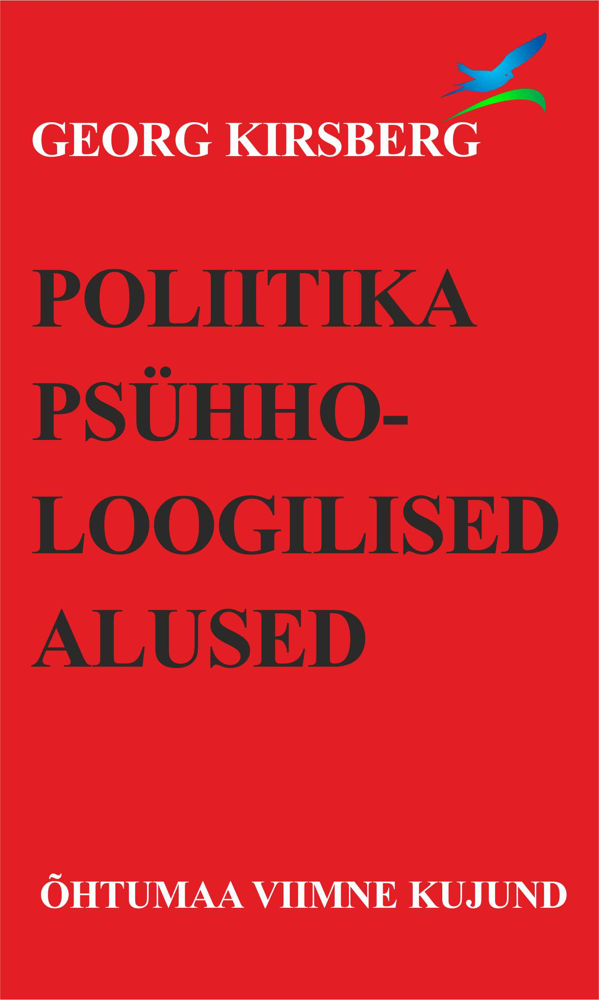 GEORG KIRSBERG
POLIITIKA
PSÜHHO-
LOOGILISED
ALUSED
ÕHTUMAA VIIMNE KUJUND